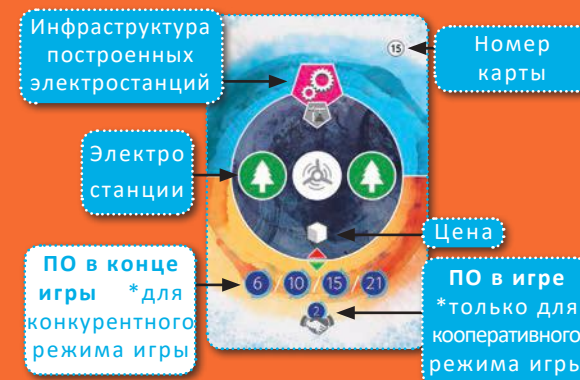 Инфраструктура
построенных
электростанций
15
Номер
карты
Электро
станции
Цена
ПО в конце
игры *для
конкурентного
режима игры
6 / 10 / 15 / 21
2
ПО в игре
*только для
кооперативного
режима игры